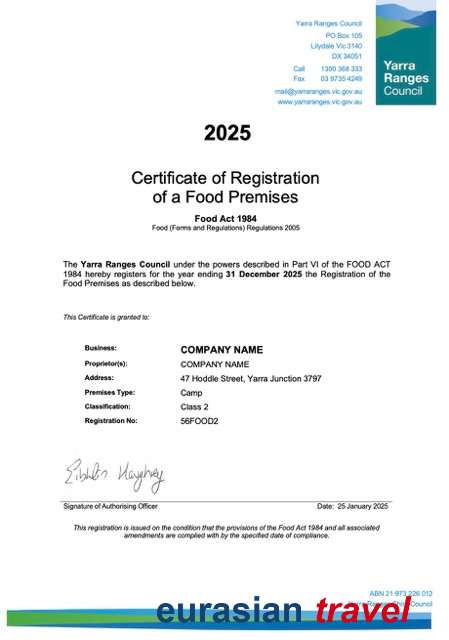 Yarra Ranges Council
PO Box 105
Lilydale Vic 3140
DX 34051
Call 1300 368 333
Fax 03 9735 4249
mail@yarraranges.vic.gov.au
www.yarraranges.vic.gov.au
Yarra
Ranges
Council
2025
Certificate of Registration
of a Food Premises
Food Act 1984
Food (Forms and Regulations) Regulations 2005
The Yarra Ranges Council under the powers described in Part VI of the FOOD ACT
1984 hereby registers for the year ending 31 December 2025 the Registration of the
Food Premises as described below.
This Certificate is granted to:
Business: COMPANY NAME
Proprietor(s): COMPANY NAME
Address: 47 Hoddle Street, Yarra Junction 3797
Premises Type: Camp
Classification: Class 2
Registration No: 56FOOD2
Signature of Authorising Officer Date: 25 January 2025
This registration is issued on the condition that the provisions of the Food Act 1984 and all associated
amendments are complied with by the specified date of compliance.
ABN 21 973 226 012
Yarra Ranges Shire Council
eurasian travel